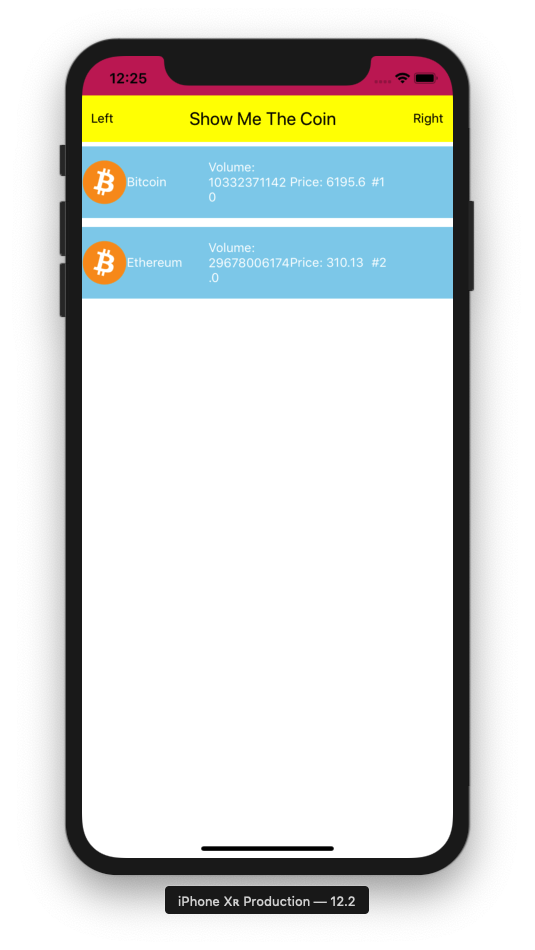 12:25
Left Show Me The Coin Right
Volume:
Bitcoin 10332371142 Price: 6195.6 #1
0
Volume:
Ethereum 29678006174Price: 310.13 #2
.0
iPhone Xʀ Production — 12.2